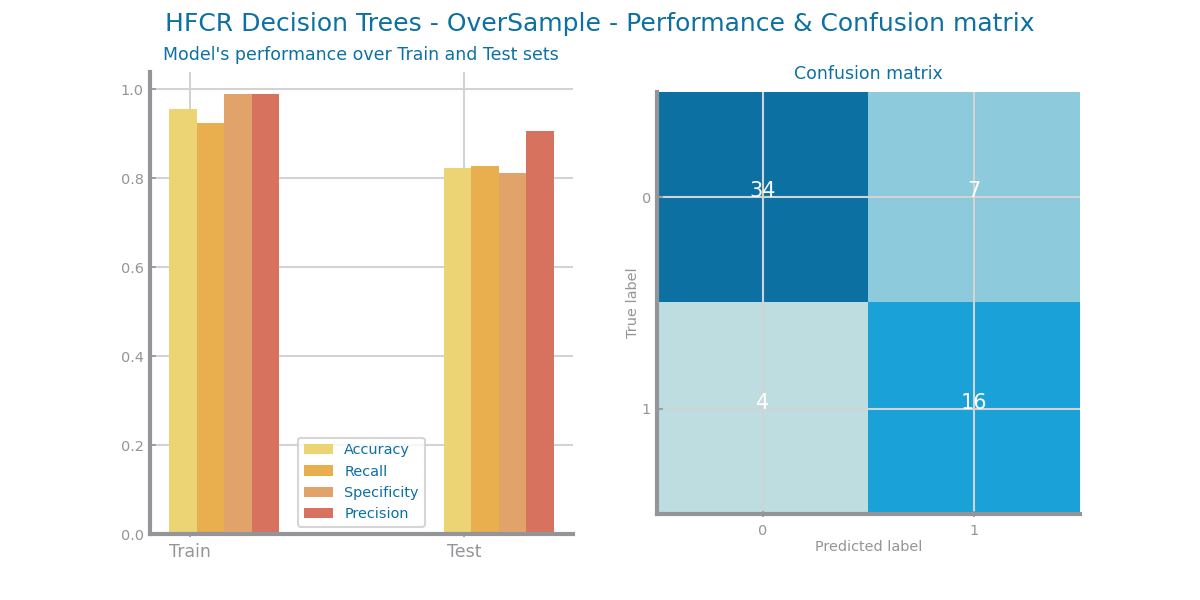 HFCR Decision Trees - OverSample - Performance & Confusion matrix
Model's performance over Train and Test sets
1.0
0.8
0.6
0.4
0.2
0.0
Train
Test
Accuracy
Recall
Specificity
Precision
Confusion matrix
True label
0
1
34
7
4
16
0
1
Predicted label